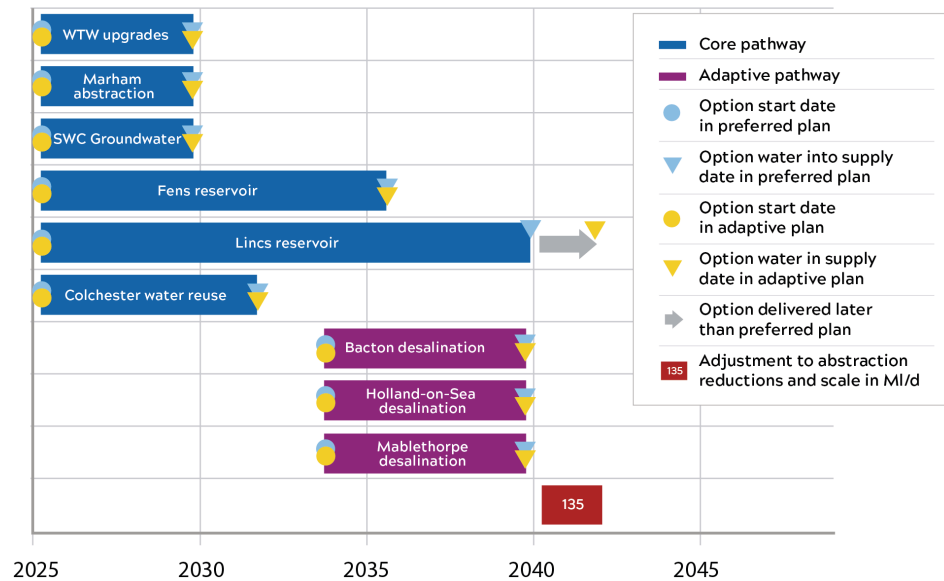 WTW upgrades
Marham
abstraction
SWC Groundwater
Fens reservoir
Lincs reservoir
Colchester water reuse
Bacton desalination
Holland-on-Sea
desalination
Mablethorpe
desalination
135
2025
2030
2035
2040
2045
Core pathway
Adaptive pathway
Option start date
in preferred plan
Option water into supply
date in preferred plan
Option start date
in adaptive plan
Option water in supply
date in adaptive plan
Option delivered later
than preferred plan
135
Adjustment to abstraction
reductions and scale in Ml/d